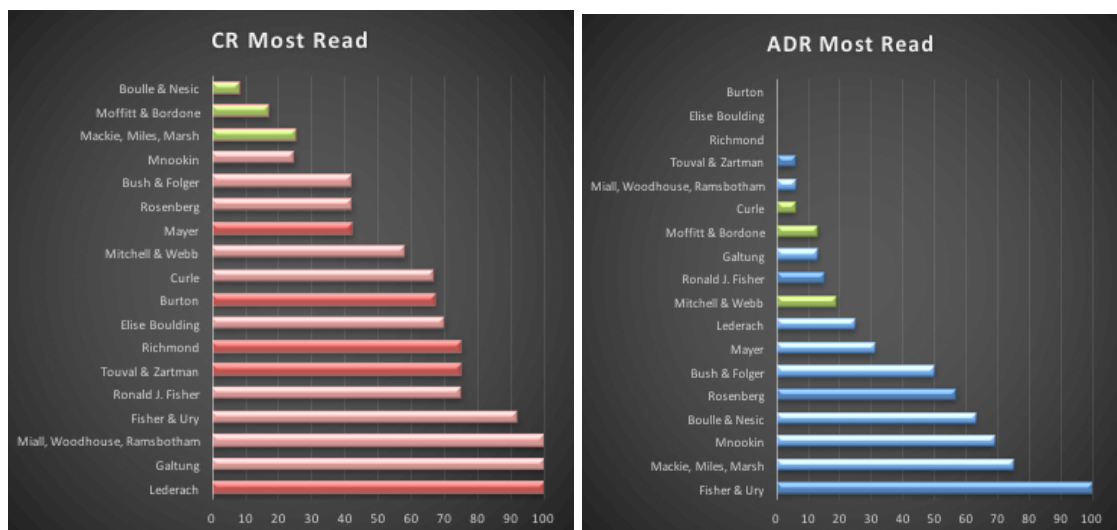 CR Most Read
Boulle & Nesic
Moffitt & Bordone
Mackie, Miles, Marsh
Mnookin
Bush & Folger
Rosenberg
Mayer
Mitchell & Webb
Curle
Burton
Elise Boulding
Richmond
Touval & Zartman
Ronald J. Fisher
Fisher & Ury
Miall, Woodhouse, Ramsbotham
Galtung
Lederach
0 10 20 30 40 50 60 70 80 90 100
ADR Most Read
Burton
Elise Boulding
Richmond
Touval & Zartman
Miall, Woodhouse, Ramsbotham
Curle
Moffitt & Bordone
Galtung
Ronald J. Fisher
Mitchell & Webb
Lederach
Mayer
Bush & Folger
Rosenberg
Boulle & Nesic
Mnookin
Mackie, Miles, Marsh
Fisher & Ury
0 10 20 30 40 50 60 70 80 90 100